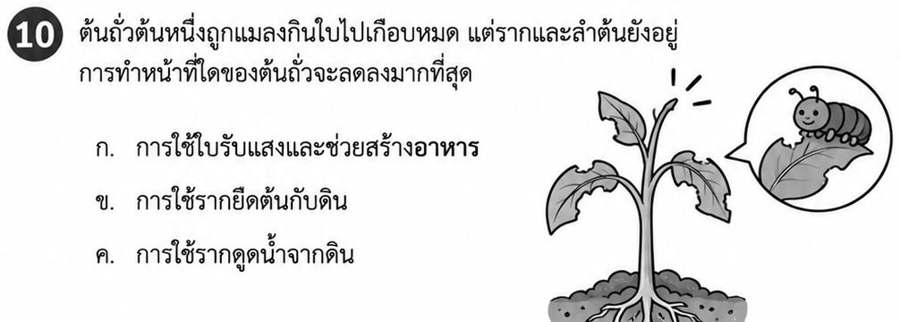 10 ต้นถั่วต้นหนึ่งถูกแมลงกินใบไปเกือบหมด แต่รากและลำต้นยังอยู่
การทำหน้าที่ใดของต้นถั่วจะลดลงมากที่สุด
ก. การใช้ใบรับแสงและช่วยสร้างอาหาร
ข. การใช้รากยึดต้นกับดิน
ค. การใช้รากดูดน้ำจากดิน